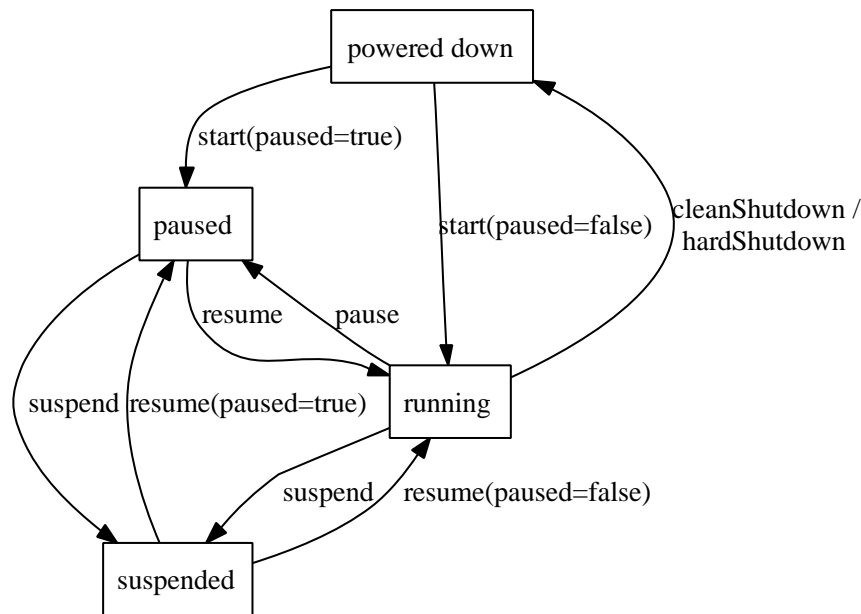 powered down
start(paused=true)
paused
start(paused=false)
cleanShutdown /
hardShutdown
resume
pause
running
suspend
resume(paused=true)
suspend
resume(paused=false)
suspended